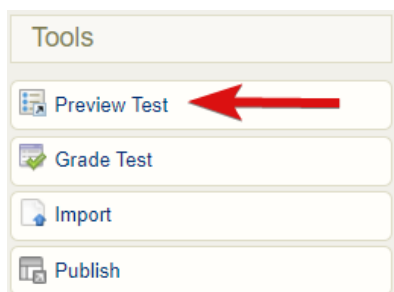 Tools
Preview Test
Grade Test
Import
Publish